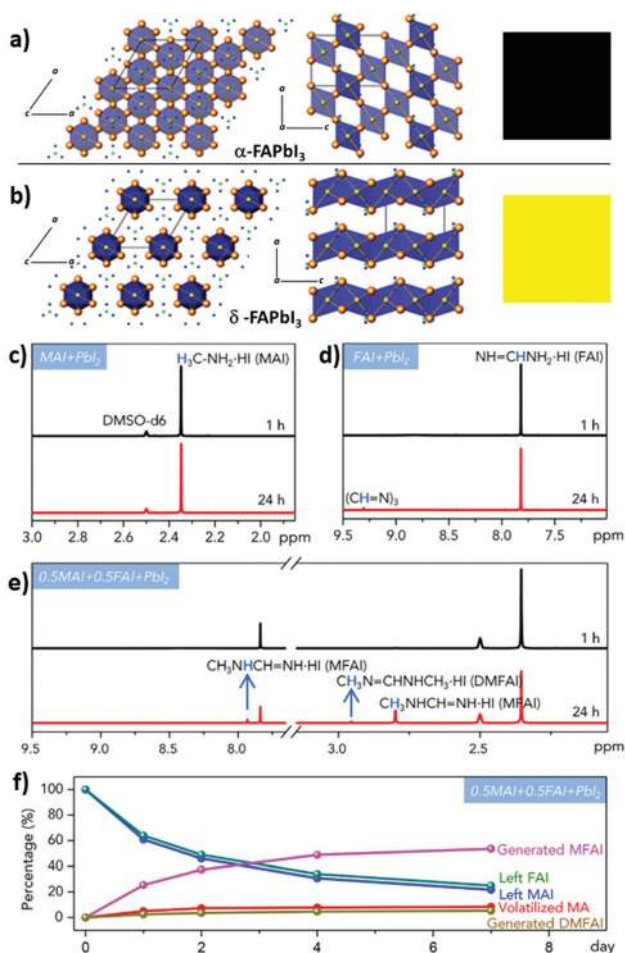 a)
a
c
a
a
a
c
α-FAPbI₃
b)
a
c
a
a
a
c
δ-FAPbI₃
c)
MAI+PbI₂
H₃C-NH₂·HI (MAI)
DMSO-d6
1 h
24 h
3.0 2.8 2.6 2.4 2.2 2.0 ppm
d)
FAI+PbI₂
NH=CHNH₂·HI (FAI)
1 h
(CH=N)₃
24 h
9.5 9.0 8.5 8.0 7.5 ppm
e)
0.5MAI+0.5FAI+PbI₂
1 h
CH₃NHCH=NH·HI (MFAI)
CH₃N=CHNHCH₃·HI (DMFAI)
CH₃NHCH=NH·HI (MFAI)
24 h
9.5 9.0 8.5 8.0 3.0 2.5 ppm
f)
0.5MAI+0.5FAI+PbI₂
Percentage (%)
100
80
60
40
20
0
Generated MFAI
Left FAI
Left MAI
Volatilized MA
Generated DMFAI
0 2 4 6 8 day